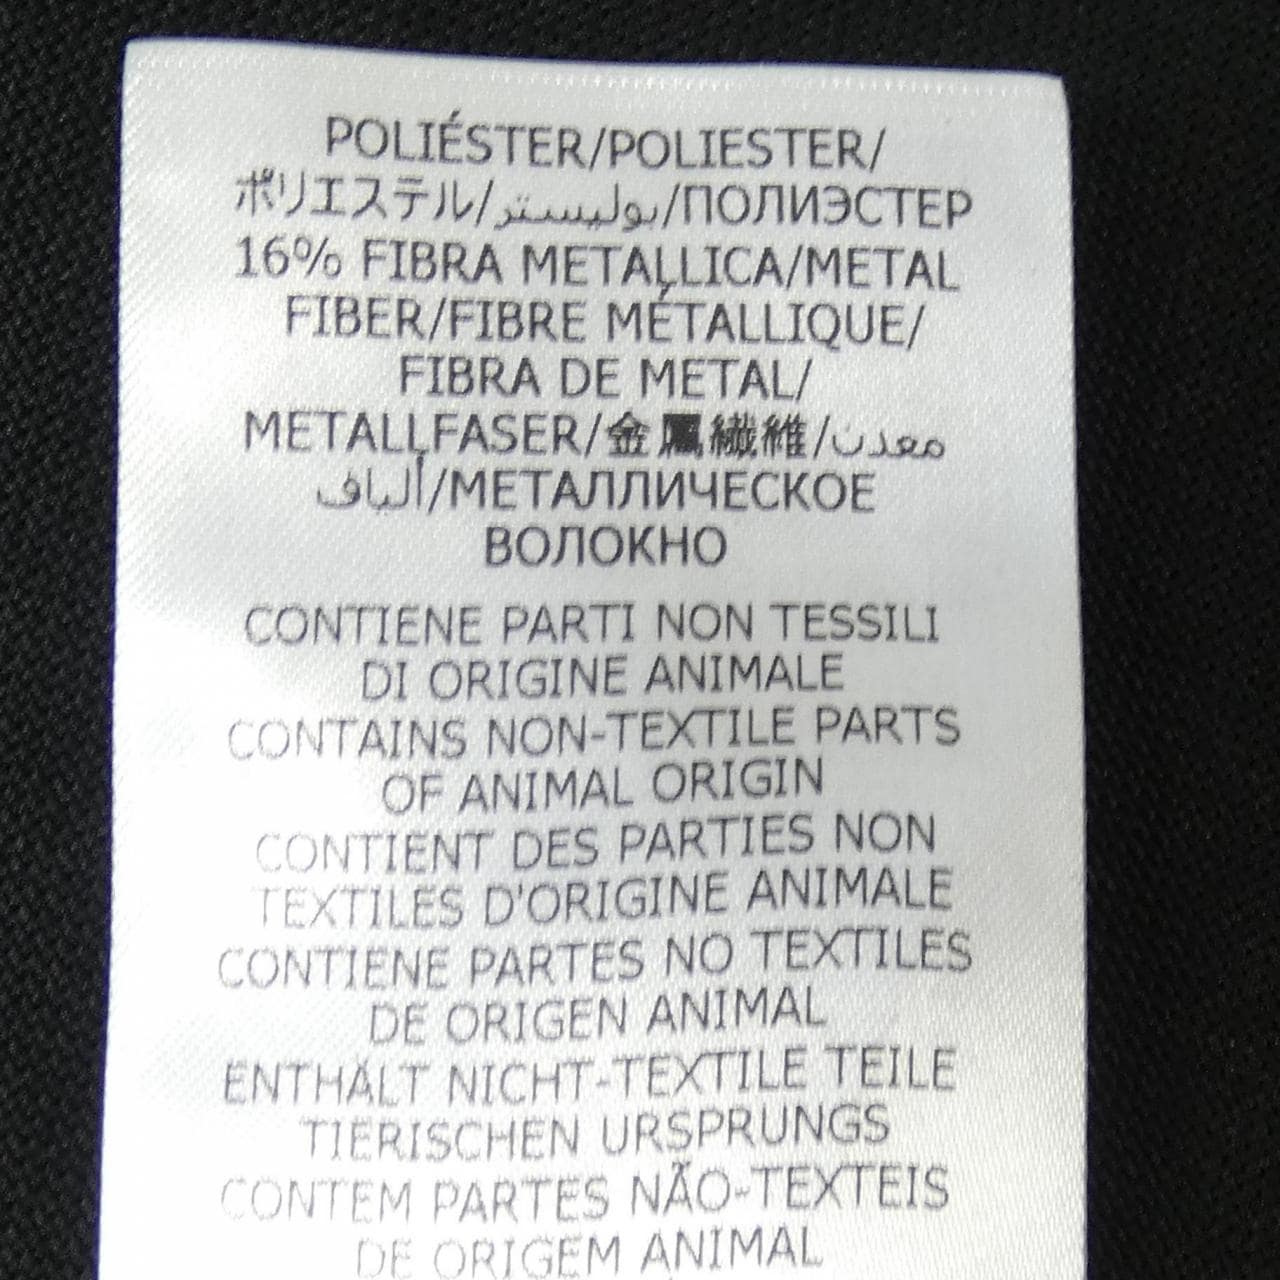 POLIÉSTER/POLIESTER/
ポリエステル/بوليستر/ПОЛИЭСТЕР
16% FIBRA METALLICA/METAL
FIBER/FIBRE MÉTALLIQUE/
FIBRA DE METAL/
METALLFASER/金属繊維/معدن
ألياف/МЕТАЛЛИЧЕСКОЕ
ВОЛОКНО
CONTIENE PARTI NON TESSILI
DI ORIGINE ANIMALE
CONTAINS NON-TEXTILE PARTS
OF ANIMAL ORIGIN
CONTIENT DES PARTIES NON
TEXTILES D'ORIGINE ANIMALE
CONTIENE PARTES NO TEXTILES
DE ORIGEN ANIMAL
ENTHÄLT NICHT-TEXTILE TEILE
TIERISCHEN URSPRUNGS
CONTEM PARTES NÃO-TEXTEIS
DE ORIGEM ANIMAL